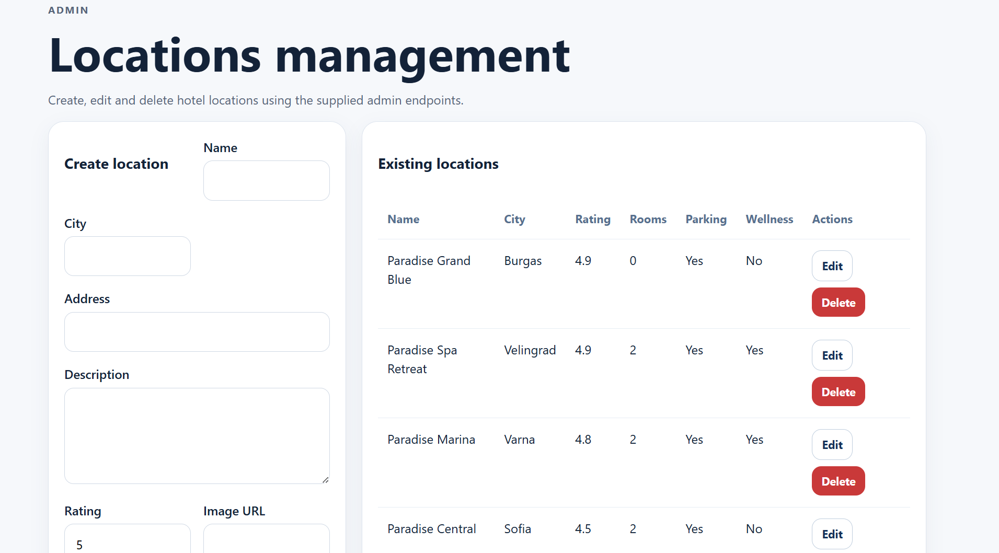 ADMIN
Locations management
Create, edit and delete hotel locations using the supplied admin endpoints.
Create location
Name
City
Address
Description
Rating
Image URL
5
Existing locations
Name City Rating Rooms Parking Wellness Actions
Paradise Grand Burgas 4.9 0 Yes No Edit
Blue
Delete
Paradise Spa Velingrad 4.9 2 Yes Yes Edit
Retreat
Delete
Paradise Marina Varna 4.8 2 Yes Yes Edit
Delete
Paradise Central Sofia 4.5 2 Yes No Edit